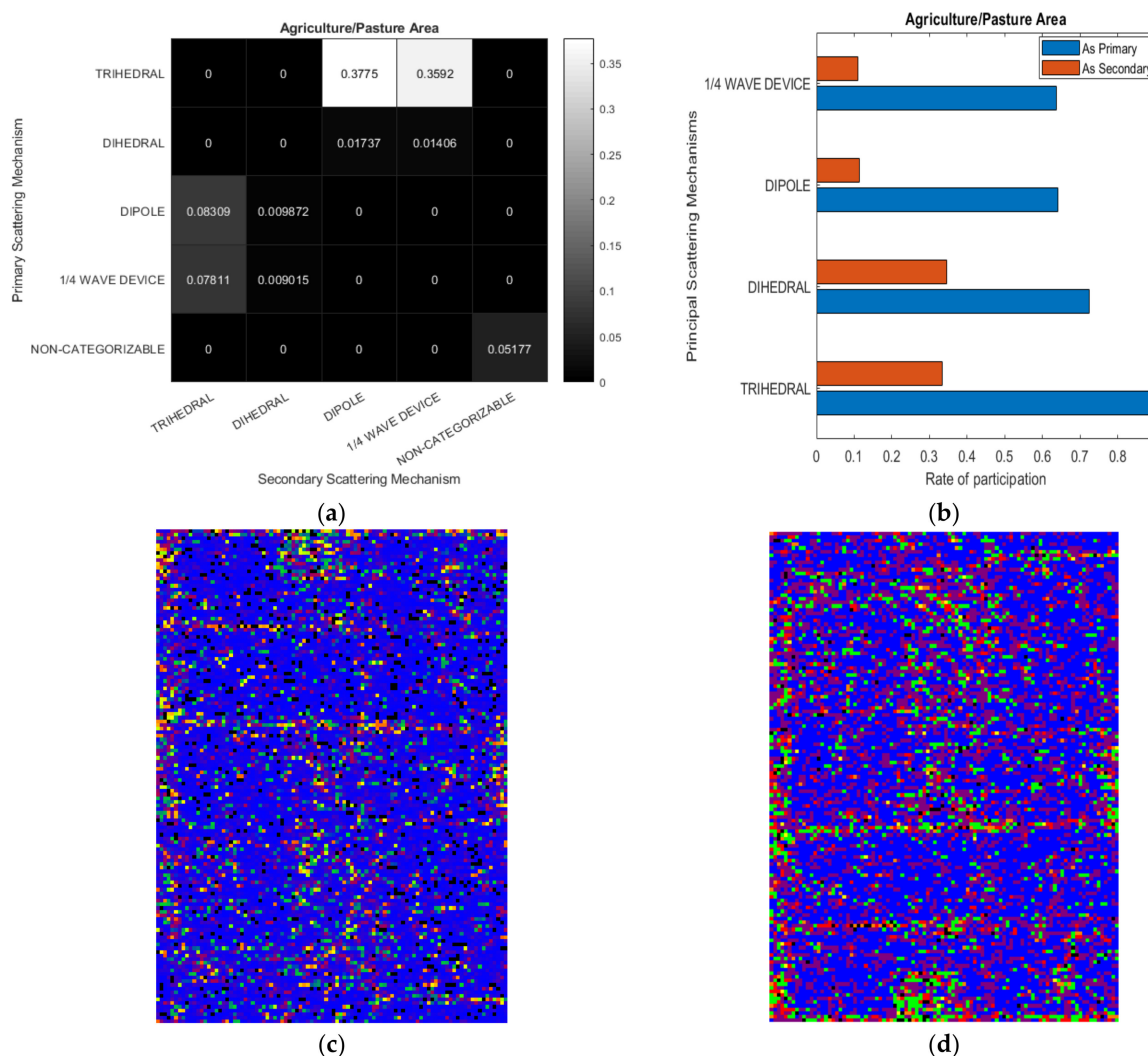 Agriculture/Pasture Area
Primary Scattering Mechanism
TRIHEDRAL 0 0 0.3775 0.3592 0
DIHEDRAL 0 0 0.01737 0.01406 0
DIPOLE 0.08309 0.009872 0 0 0
1/4 WAVE DEVICE 0.07811 0.009015 0 0 0
NON-CATEGORIZABLE 0 0 0 0 0.05177
TRIHEDRAL DIHEDRAL DIPOLE 1/4 WAVE DEVICE NON-CATEGORIZABLE
Secondary Scattering Mechanism
0.35
0.3
0.25
0.2
0.15
0.1
0.05
0
(a)
Agriculture/Pasture Area
As Primary
As Secondary
Principal Scattering Mechanisms
1/4 WAVE DEVICE
DIPOLE
DIHEDRAL
TRIHEDRAL
0 0.1 0.2 0.3 0.4 0.5 0.6 0.7 0.8
Rate of participation
(b)
(c)
(d)